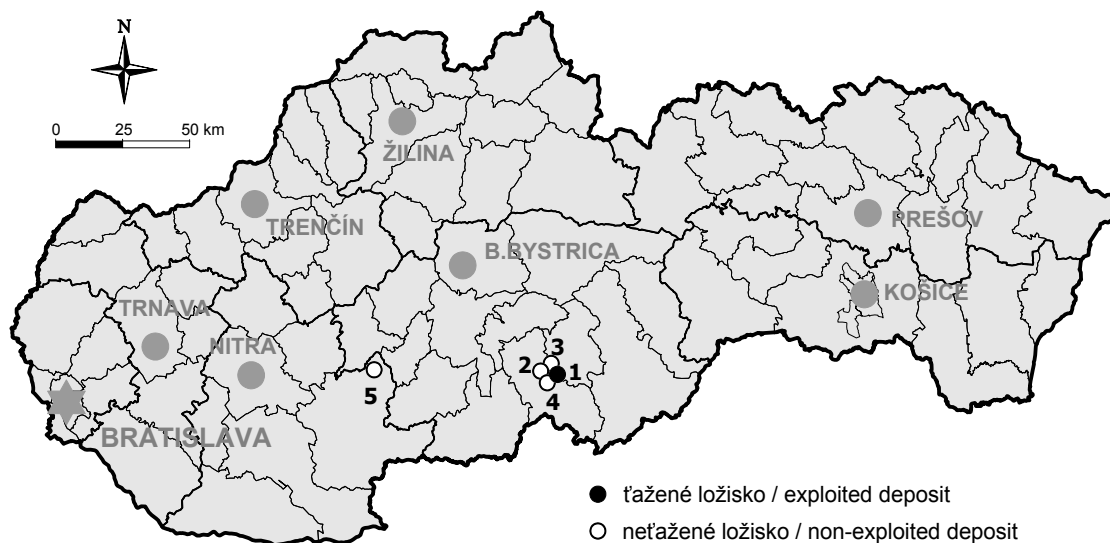 N
0 25 50 km
ŽILINA
TRENČÍN
PREŠOV
B.BYSTRICA
KOŠICE
TRNAVA
NITRA
3
2 1
5 4
BRATISLAVA
ťažené ložisko / exploited deposit
neťažené ložisko / non-exploited deposit